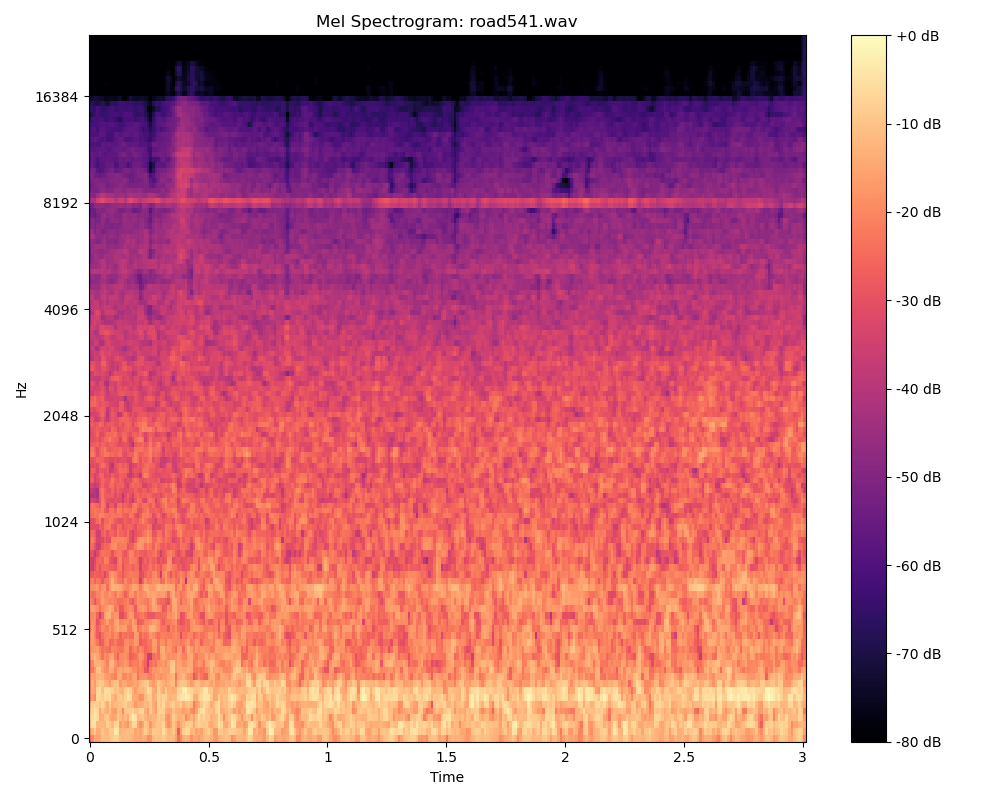 Mel Spectrogram: road541.wav
Hz
16384
8192
4096
2048
1024
512
0
0
0.5
1
1.5
2
2.5
3
Time
+0 dB
-10 dB
-20 dB
-30 dB
-40 dB
-50 dB
-60 dB
-70 dB
-80 dB